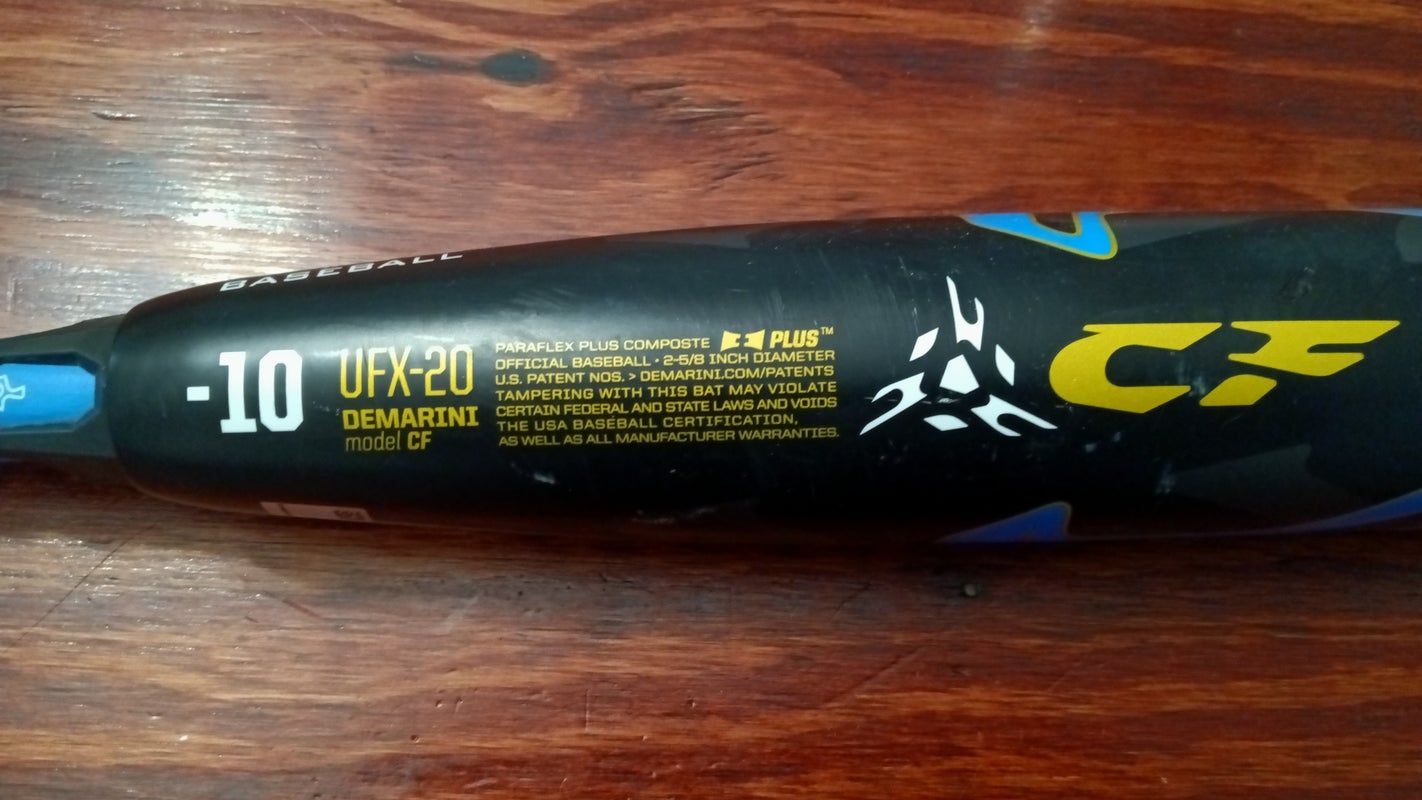 BASEBALL
-10
UFX-20
DEMARINI
model CF
PARAFLEX PLUS COMPOSITE PLUS™
OFFICIAL BASEBALL • 2-5/8 INCH DIAMETER
U.S. PATENT NOS. > DEMARINI.COM/PATENTS
TAMPERING WITH THIS BAT MAY VIOLATE
CERTAIN FEDERAL AND STATE LAWS AND VOIDS
THE USA BASEBALL CERTIFICATION,
AS WELL AS ALL MANUFACTURER WARRANTIES.
CF